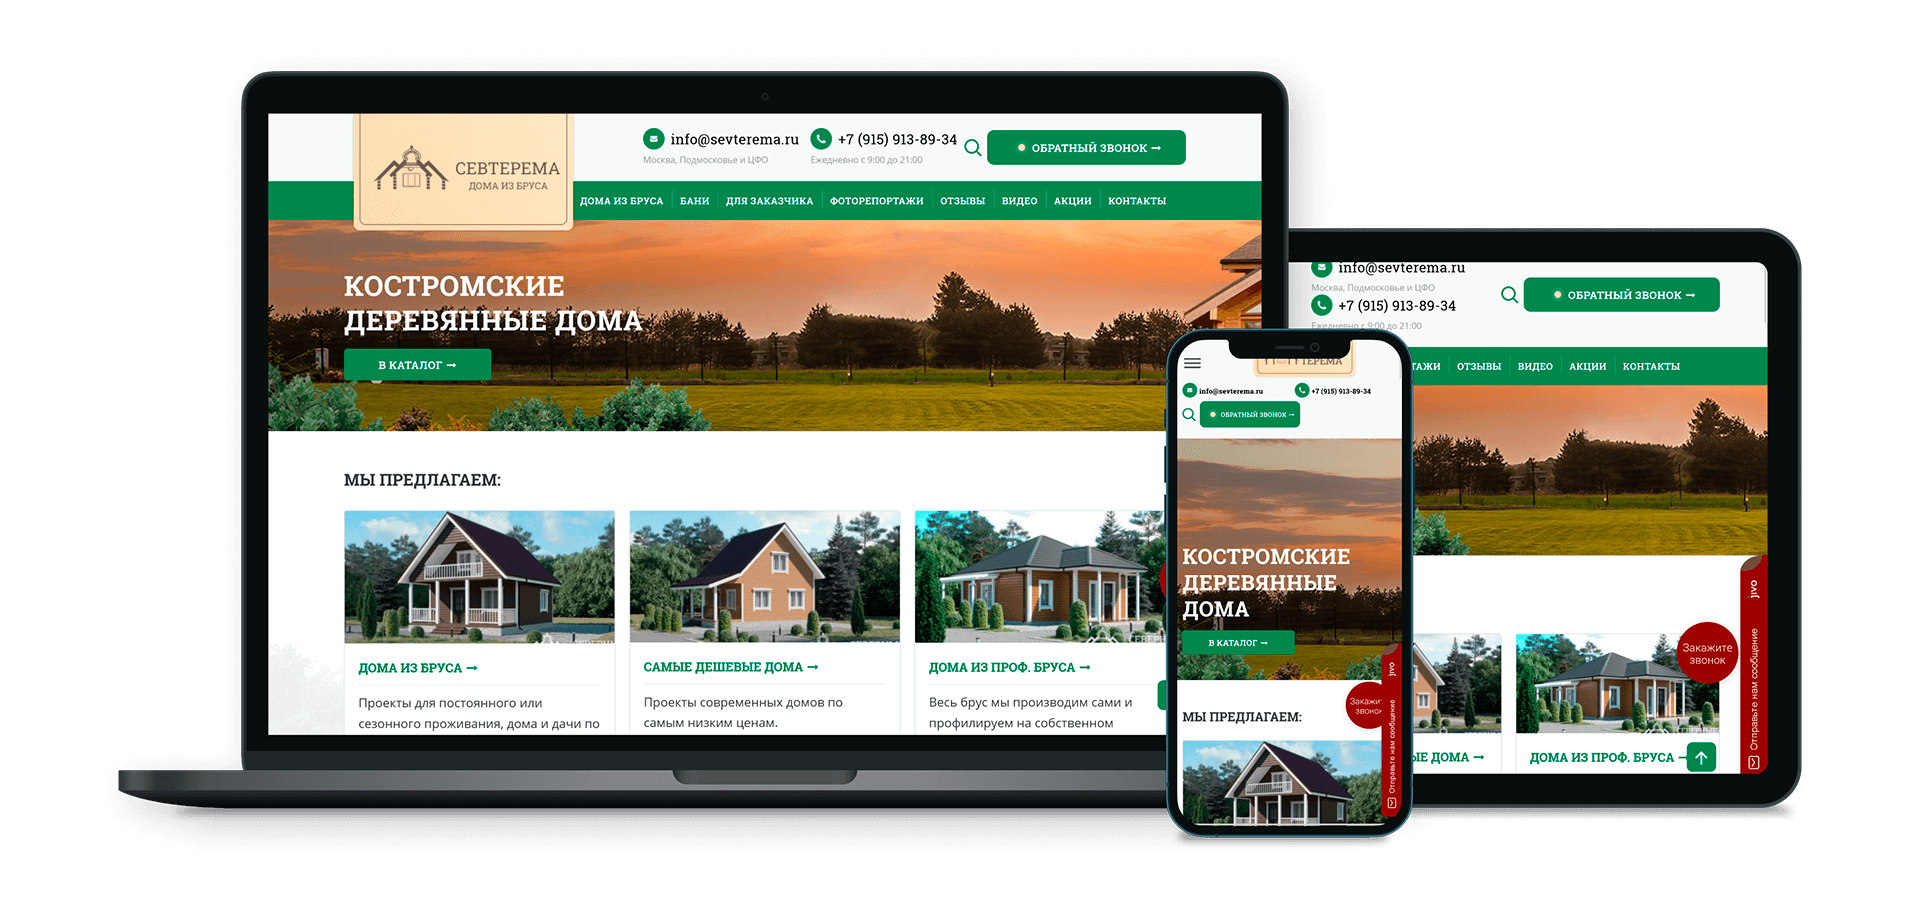 СЕВТЕРЕМА
ДОМА ИЗ БРУСА
info@sevterema.ru
Москва, Подмосковье и ЦФО
+7 (915) 913-89-34
Ежедневно с 9:00 до 21:00
ОБРАТНЫЙ ЗВОНОК →
ДОМА ИЗ БРУСА
БАНИ
ДЛЯ ЗАКАЗЧИКА
ФОТОРЕПОРТАЖИ
ОТЗЫВЫ
ВИДЕО
АКЦИИ
КОНТАКТЫ
КОСТРОМСКИЕ
ДЕРЕВЯННЫЕ ДОМА
В КАТАЛОГ →
МЫ ПРЕДЛАГАЕМ:
ДОМА ИЗ БРУСА →
Проекты для постоянного или
сезонного проживания, дома и дачи по
САМЫЕ ДЕШЕВЫЕ ДОМА →
Проекты современных домов по
самым низким ценам.
ДОМА ИЗ ПРОФ. БРУСА →
Весь брус мы производим сами и
профилируем на собственном
ТЕРЕМА
info@sevterema.ru
+7 (915) 913-89-34
ОБРАТНЫЙ ЗВОНОК →
КОСТРОМСКИЕ
ДЕРЕВЯННЫЕ
ДОМА
В КАТАЛОГ →
МЫ ПРЕДЛАГАЕМ:
Закажит
звонок
jivo
Отправьте нам сообщение
info@sevterema.ru
Москва, Подмосковье и ЦФО
+7 (915) 913-89-34
Ежедневно с 9:00 до 21:00
ОБРАТНЫЙ ЗВОНОК →
ТАЖИ
ОТЗЫВЫ
ВИДЕО
АКЦИИ
КОНТАКТЫ
ЫЕ ДОМА →
ДОМА ИЗ ПРОФ. БРУСА →
Закажите
звонок
jivo
Отправьте нам сообщение